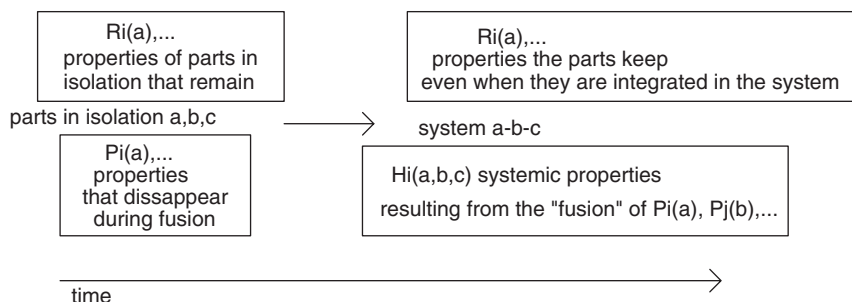 Ri(a),...
properties of parts in
isolation that remain
parts in isolation a,b,c
Pi(a),...
properties
that dissappear
during fusion
Ri(a),...
properties the parts keep
even when they are integrated in the system
system a-b-c
Hi(a,b,c) systemic properties
resulting from the "fusion" of Pi(a), Pj(b),...
time